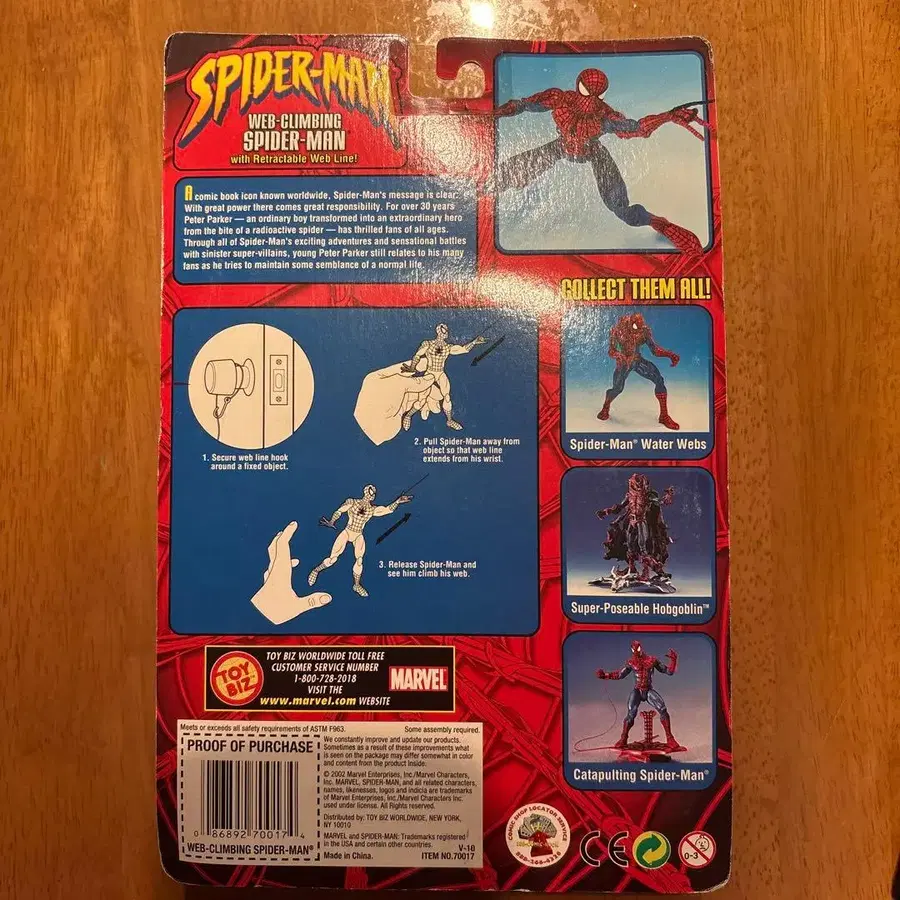 SPIDER-MAN
WEB-CLIMBING
SPIDER-MAN
with Retractable Web Line!
A comic book icon known worldwide, Spider-Man's message is clear:
With great power there comes great responsibility. For over 30 years
Peter Parker — an ordinary boy transformed into an extraordinary hero
from the bite of a radioactive spider — has thrilled fans of all ages.
Through all of Spider-Man's exciting adventures and sensational battles
with sinister super-villains, young Peter Parker still relates to his many
fans as he tries to maintain some semblance of a normal life.
COLLECT THEM ALL!
1. Secure web line hook
around a fixed object.
2. Pull Spider-Man away from
object so that web line
extends from his wrist.
3. Release Spider-Man and
see him climb his web.
Spider-Man® Water Webs
Super-Poseable Hobgoblin™
Catapulting Spider-Man®
TOY
BIZ
TOY BIZ WORLDWIDE TOLL FREE
CUSTOMER SERVICE NUMBER
1-800-728-2018
VISIT THE
www.marvel.com WEBSITE
MARVEL
Meets or exceeds all safety requirements of ASTM F963.
Some assembly required.
PROOF OF PURCHASE
0 86892 70017 4
WEB-CLIMBING SPIDER-MAN®
We constantly improve and update our products.
Sometimes as a result of these improvements what
is seen on the package may differ somewhat in color
and content from the product inside.
© 2002 Marvel Enterprises, Inc./Marvel Characters,
Inc. MARVEL, SPIDER-MAN, and all related characters,
names, likenesses, logos and indicia are trademarks
of Marvel Enterprises, Inc./Marvel Characters Inc.
used under license. All Rights reserved.
Distributed by: TOY BIZ WORLDWIDE, NEW YORK,
NY 10010
MARVEL and SPIDER-MAN: Trademarks registered
in the USA and certain other countries.
V-10
Made in China.
ITEM NO.70017
COMIC SHOP LOCATOR SERVICE
CE
0-3